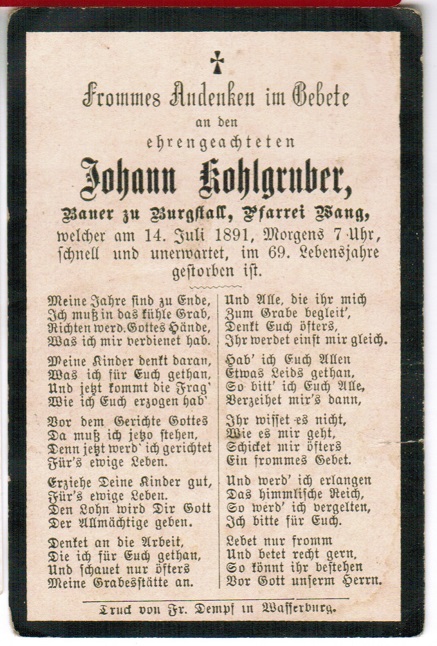 Frommes Andenken im Gebete
an den
ehrengeachteten
Johann Kohlgruber,
Bauer zu Burgstall, Pfarrei Wang,
welcher am 14. Juli 1891, Morgens 7 Uhr,
schnell und unerwartet, im 69. Lebensjahre
gestorben ist.
Meine Jahre sind zu Ende,
Ich muß in das kühle Grab,
Richten werd. Gottes Hände,
Was ich mir verdienet hab.
Meine Kinder denkt daran,
Was ich für Euch gethan,
Und jetzt kommt die Frag'
Wie ich Euch erzogen hab'
Vor dem Gerichte Gottes
Da muß ich jetzo stehen,
Denn jetzt werd' ich gerichtet
Für's ewige Leben.
Erziehe Deine Kinder gut,
Für's ewige Leben.
Den Lohn wird Dir Gott
Der Allmächtige geben.
Denket an die Arbeit,
Die ich für Euch gethan,
Und schauet nur öfters
Meine Grabesstätte an.
Und Alle, die ihr mich
Zum Grabe begleit',
Denkt Euch öfters,
Ihr werdet einst mir gleich.
Hab' ich Euch Allen
Etwas Leids gethan,
So bitt' ich Euch Alle,
Verzeihet mir's dann,
Ihr wisset es nicht,
Wie es mir geht,
Schicket mir öfters
Ein frommes Gebet.
Und werd' ich erlangen
Das himmlische Reich,
So werd' ich vergelten,
Ich bitte für Euch.
Lebet nur fromm
Und betet recht gern,
So könnt ihr bestehen
Vor Gott unserm Herrn.
Druck von Fr. Dempf in Wasserburg.